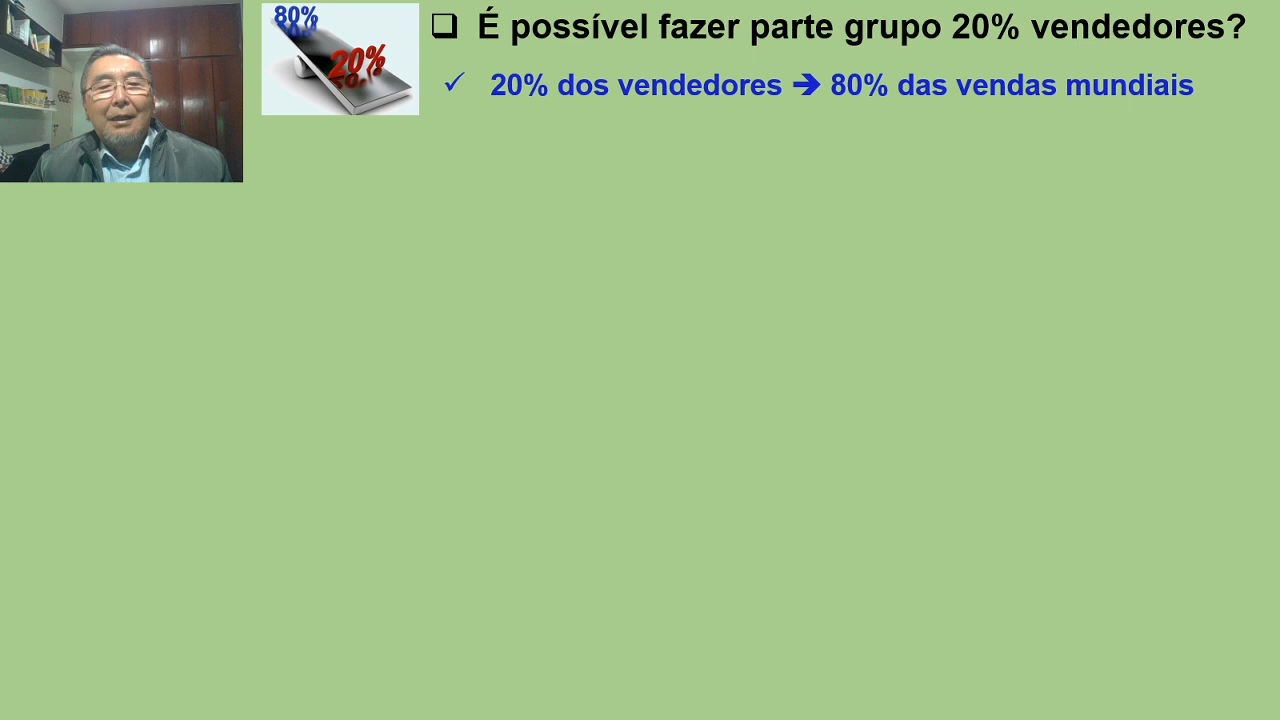 80%
20%
❑ É possível fazer parte grupo 20% vendedores?
✓ 20% dos vendedores ➔ 80% das vendas mundiais